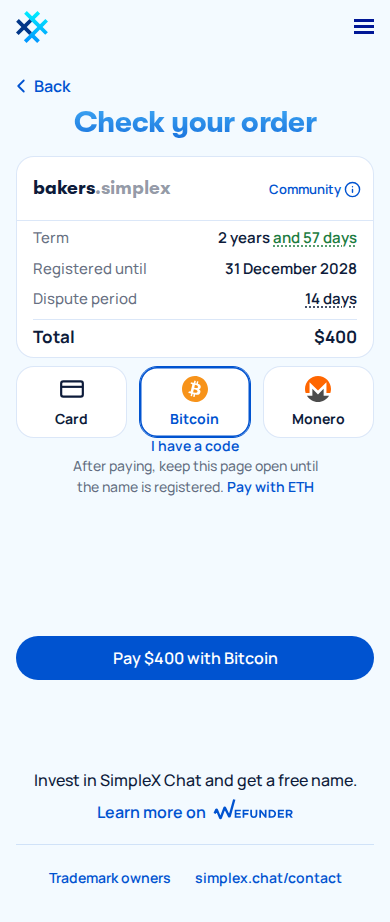 Back
Check your order
bakers.simplex
Community
Term
2 years and 57 days
Registered until
31 December 2028
Dispute period
14 days
Total
$400
Card
Bitcoin
Monero
I have a code
After paying, keep this page open until
the name is registered. Pay with ETH
Pay $400 with Bitcoin
Invest in SimpleX Chat and get a free name.
Learn more on WEFUNDER
Trademark owners
simplex.chat/contact